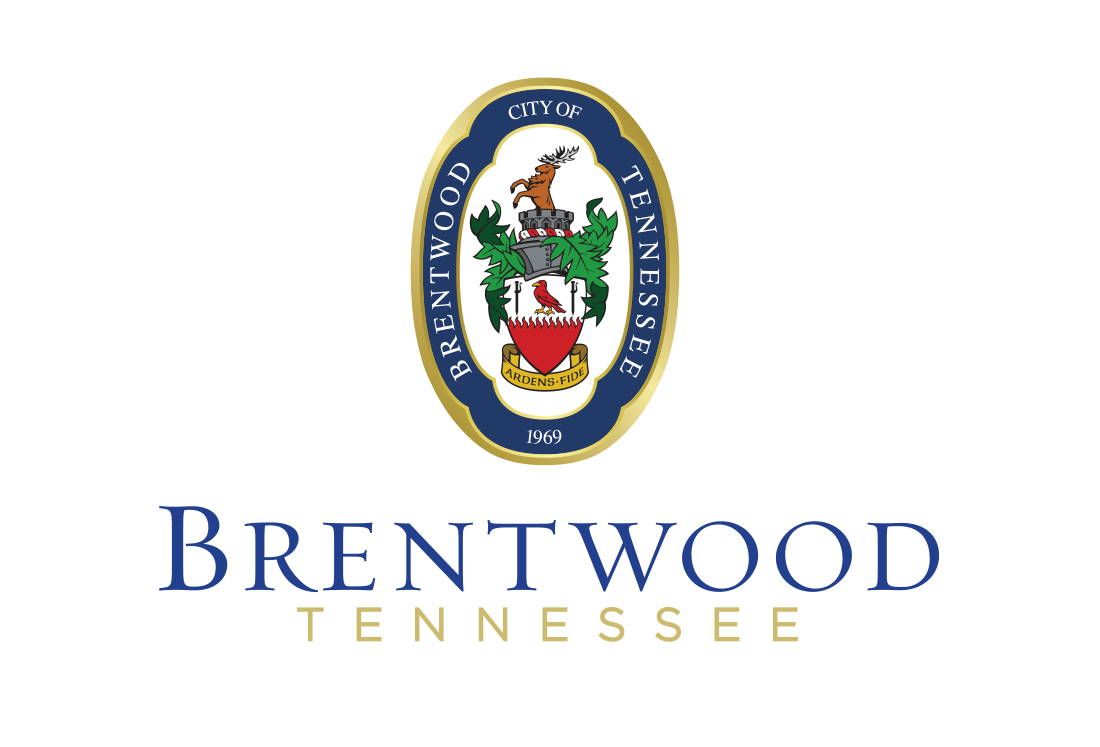 CITY OF
BRENTWOOD
TENNESSEE
ARDENS·FIDE
1969
BRENTWOOD
TENNESSEE